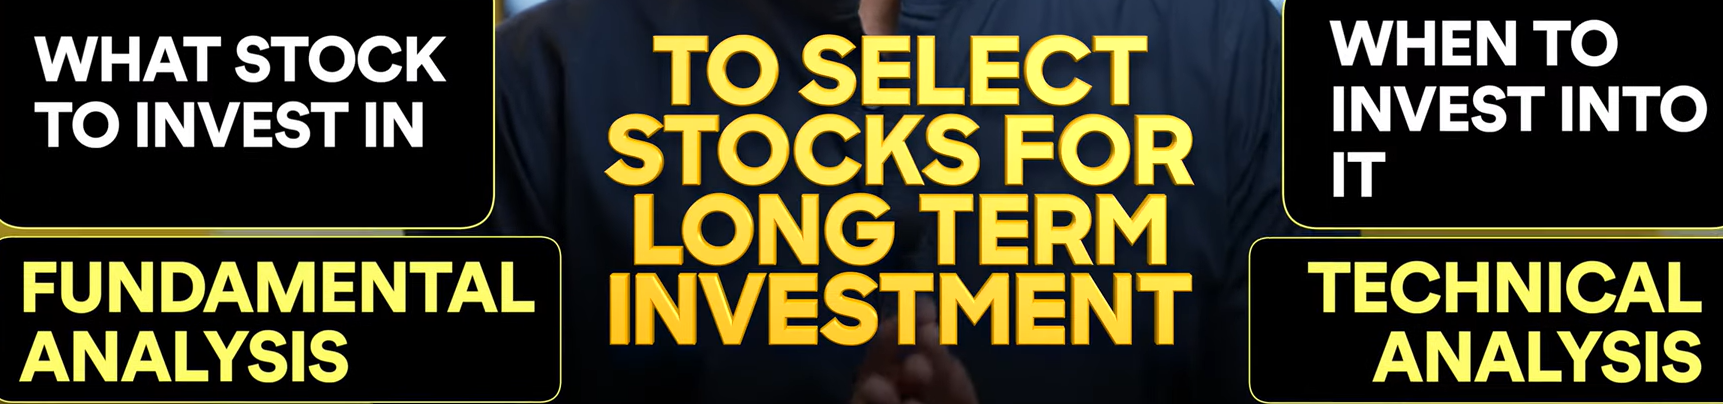 WHAT STOCK
TO INVEST IN
FUNDAMENTAL
ANALYSIS
TO SELECT
STOCKS FOR
LONG TERM
INVESTMENT
WHEN TO
INVEST INTO
IT
TECHNICAL
ANALYSIS